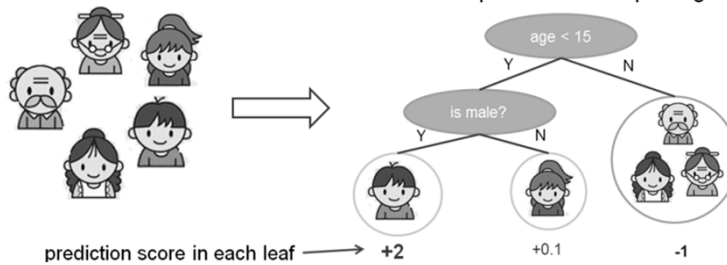 age < 15
Y
N
is male?
Y
N
prediction score in each leaf
+2
+0.1
-1